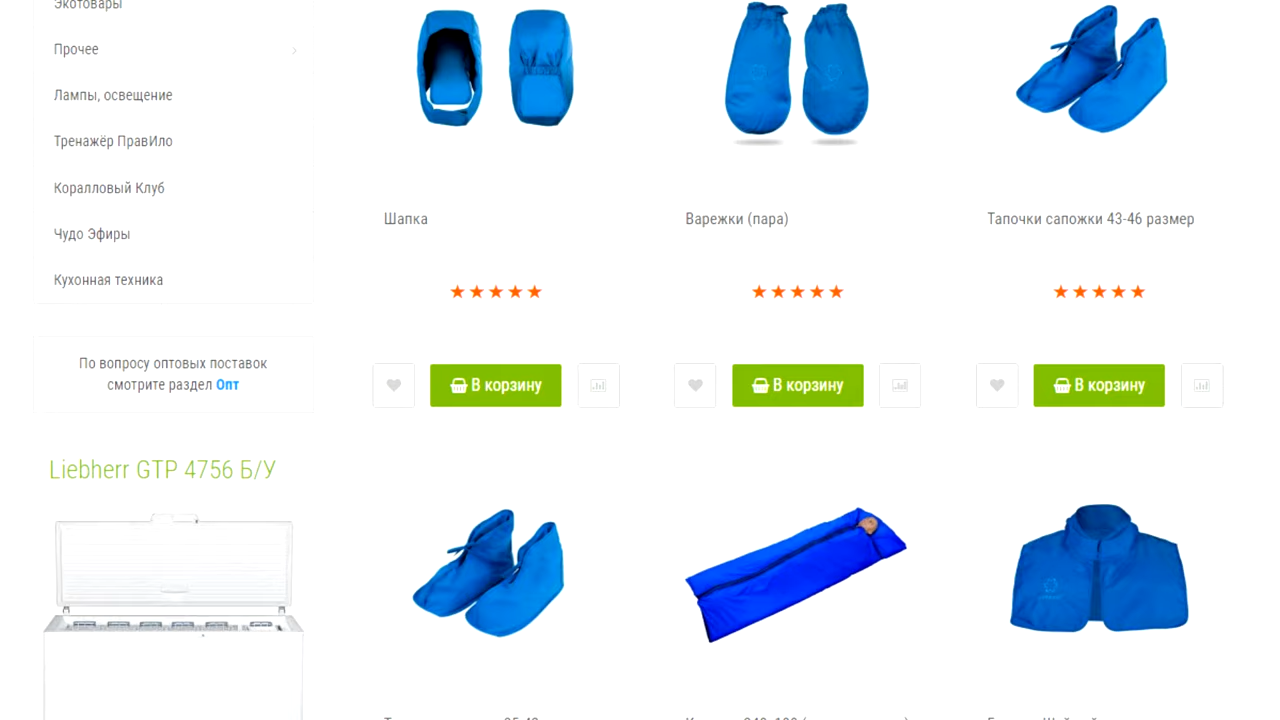 Экотовары
Прочее
Лампы, освещение
Тренажёр ПравИло
Коралловый Клуб
Чудо Эфиры
Кухонная техника
По вопросу оптовых поставок
смотрите раздел Опт
Liebherr GTP 4756 Б/У
Шапка
Варежки (пара)
Тапочки сапожки 43-46 размер
В корзину
В корзину
В корзину